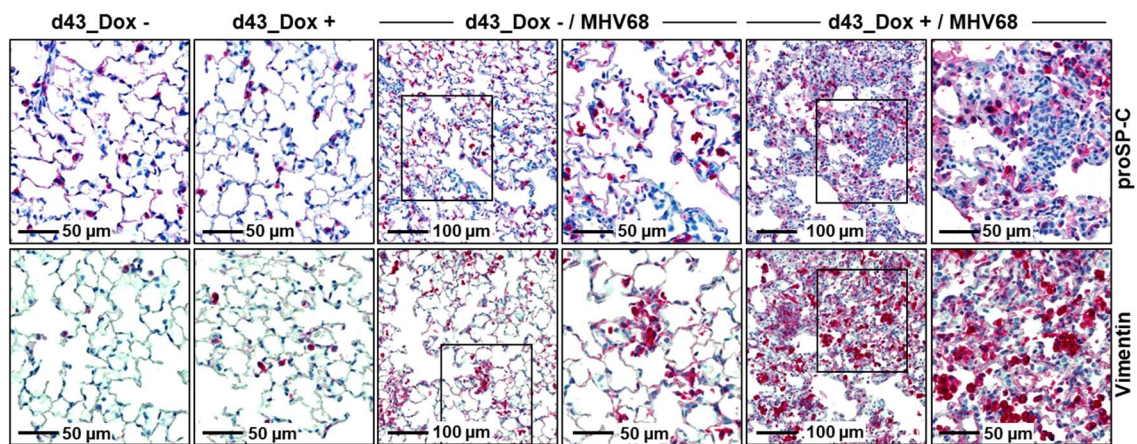 d43_Dox - d43_Dox + d43_Dox - / MHV68 d43_Dox + / MHV68
proSP-C
50 µm 50 µm 100 µm 50 µm 100 µm 50 µm
Vimentin
50 µm 50 µm 100 µm 50 µm 100 µm 50 µm